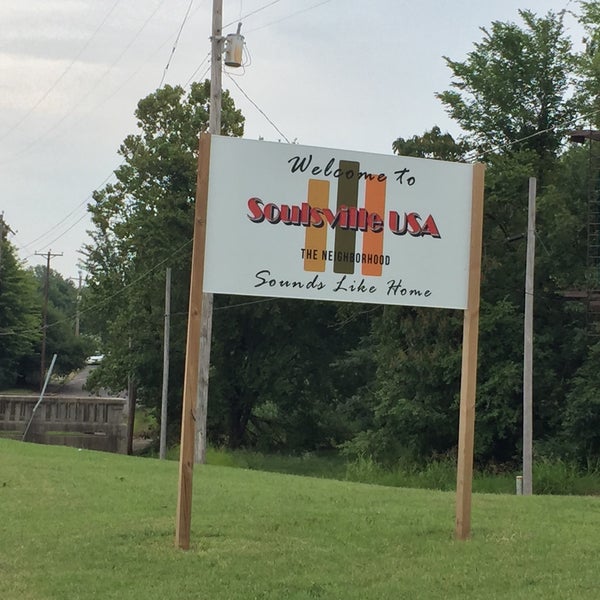 Welcome to
Soulsville USA
THE NEIGHBORHOOD
Sounds Like Home